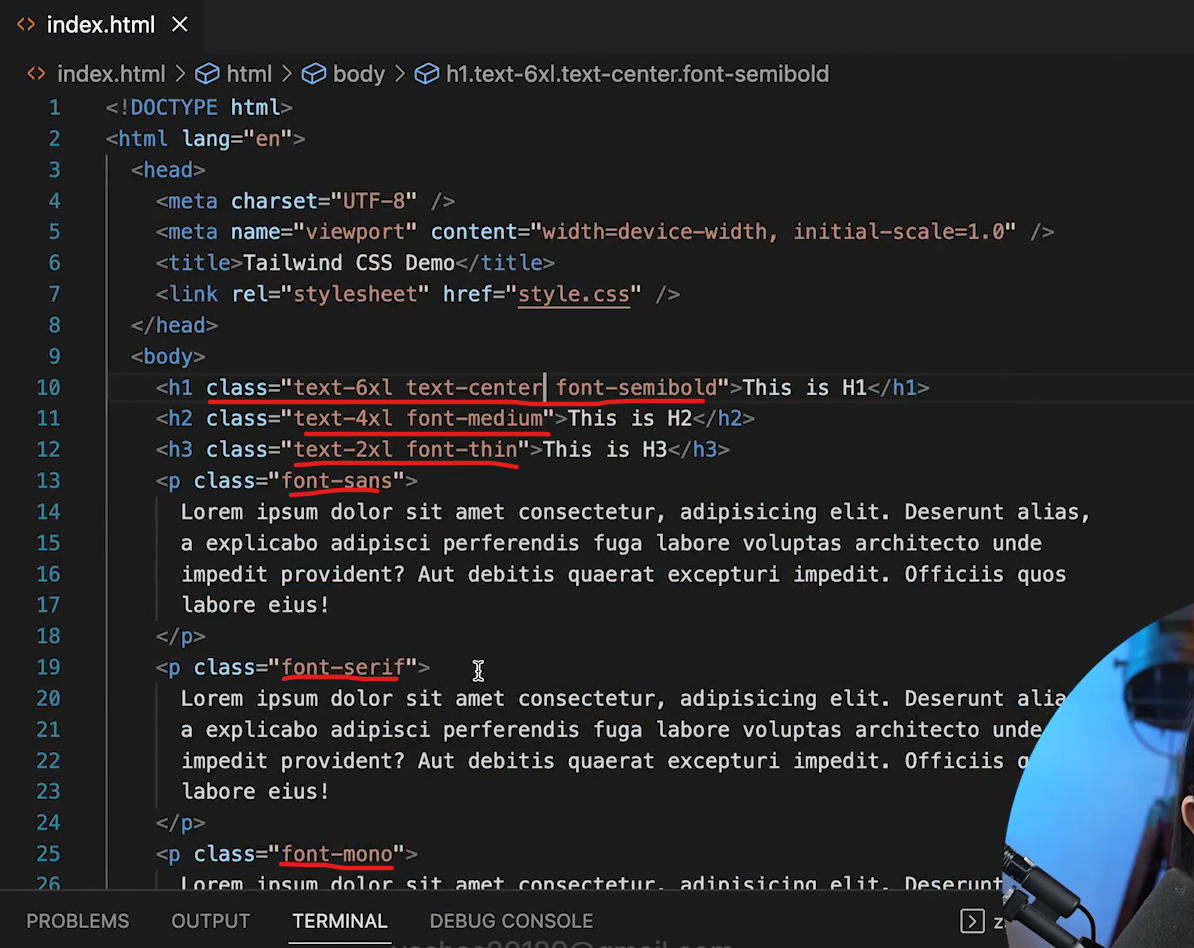 index.html
index.html > html > body > h1.text-6xl.text-center.font-semibold
1 <!DOCTYPE html>
2 <html lang="en">
3 <head>
4 <meta charset="UTF-8" />
5 <meta name="viewport" content="width=device-width, initial-scale=1.0" />
6 <title>Tailwind CSS Demo</title>
7 <link rel="stylesheet" href="style.css" />
8 </head>
9 <body>
10 <h1 class="text-6xl text-center font-semibold">This is H1</h1>
11 <h2 class="text-4xl font-medium">This is H2</h2>
12 <h3 class="text-2xl font-thin">This is H3</h3>
13 <p class="font-sans">
14 Lorem ipsum dolor sit amet consectetur, adipisicing elit. Deserunt alias,
15 a explicabo adipisci perferendis fuga labore voluptas architecto unde
16 impedit provident? Aut debitis quaerat excepturi impedit. Officiis quos
17 labore eius!
18 </p>
19 <p class="font-serif">
20 Lorem ipsum dolor sit amet consectetur, adipisicing elit. Deserunt alia
21 a explicabo adipisci perferendis fuga labore voluptas architecto unde
22 impedit provident? Aut debitis quaerat excepturi impedit. Officiis
23 labore eius!
24 </p>
25 <p class="font-mono">
26 Lorem ipsum dolor sit amet consectetur, adipisicing elit. Deserunt
PROBLEMS OUTPUT TERMINAL DEBUG CONSOLE